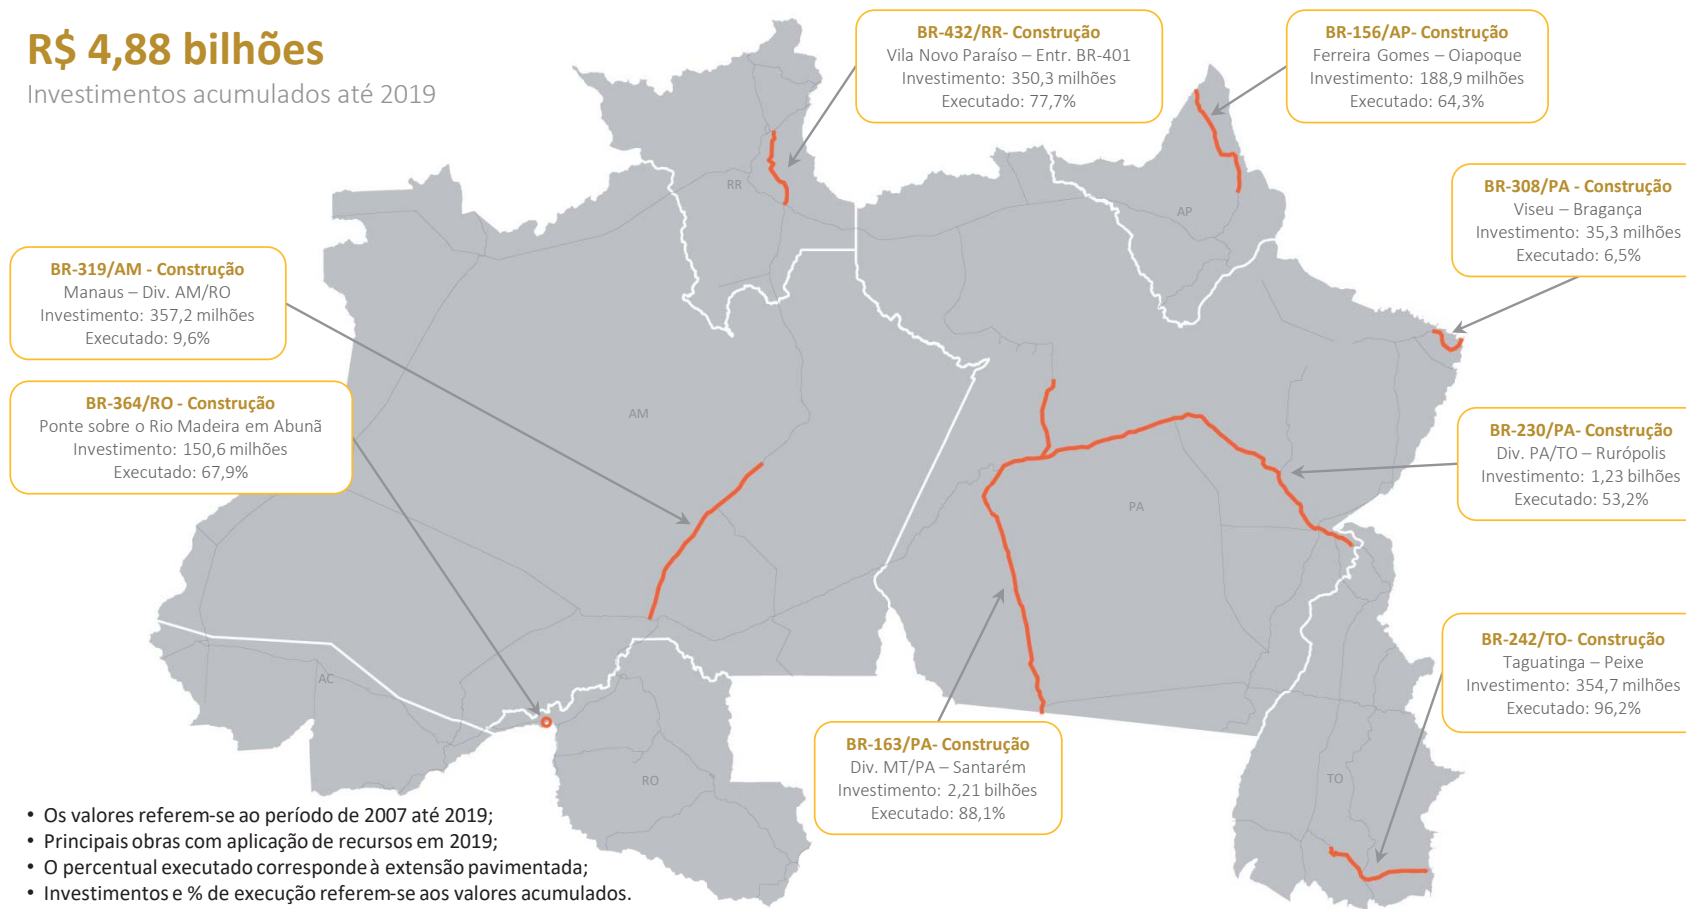 R$ 4,88 bilhões
Investimentos acumulados até 2019
BR-432/RR- Construção
Vila Novo Paraíso – Entr. BR-401
Investimento: 350,3 milhões
Executado: 77,7%
BR-156/AP- Construção
Ferreira Gomes – Oiapoque
Investimento: 188,9 milhões
Executado: 64,3%
BR-308/PA - Construção
Viseu – Bragança
Investimento: 35,3 milhões
Executado: 6,5%
RR
AP
BR-319/AM - Construção
Manaus – Div. AM/RO
Investimento: 357,2 milhões
Executado: 9,6%
BR-364/RO - Construção
Ponte sobre o Rio Madeira em Abunã
Investimento: 150,6 milhões
Executado: 67,9%
AM
BR-230/PA- Construção
Div. PA/TO – Rurópolis
Investimento: 1,23 bilhões
Executado: 53,2%
PA
BR-242/TO- Construção
Taguatinga – Peixe
Investimento: 354,7 milhões
Executado: 96,2%
AC
BR-163/PA- Construção
Div. MT/PA – Santarém
Investimento: 2,21 bilhões
Executado: 88,1%
RO
TO
• Os valores referem-se ao período de 2007 até 2019;
• Principais obras com aplicação de recursos em 2019;
• O percentual executado corresponde à extensão pavimentada;
• Investimentos e % de execução referem-se aos valores acumulados.